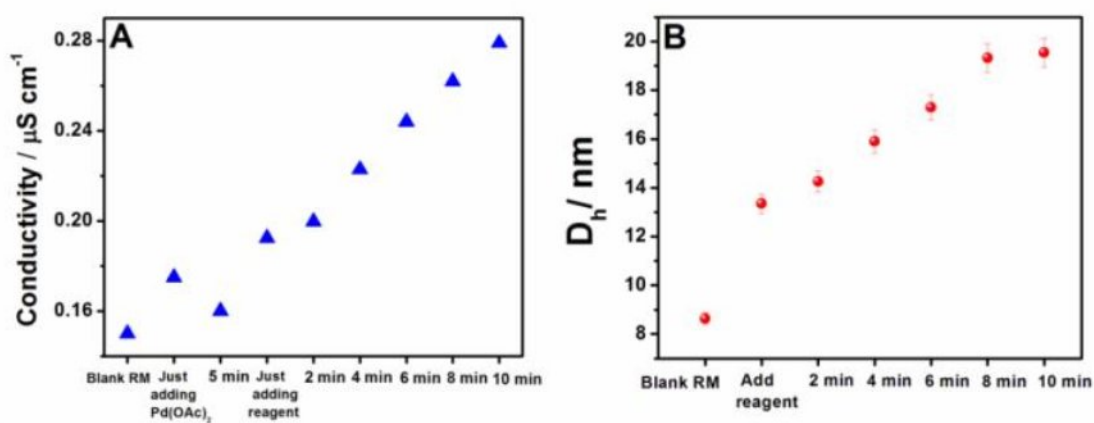 A
Conductivity / μS cm⁻¹
0.28
0.24
0.20
0.16
Blank RM Just adding Pd(OAc)₂ 5 min Just adding reagent 2 min 4 min 6 min 8 min 10 min
B
Dₕ/ nm
20
18
16
14
12
10
8
Blank RM Add reagent 2 min 4 min 6 min 8 min 10 min